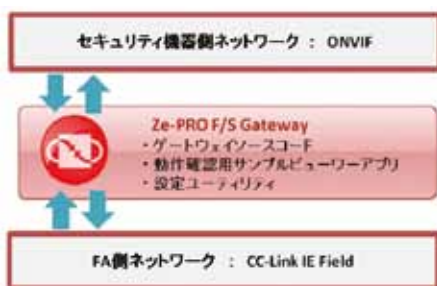 セキュリティ機器側ネットワーク : ONVIF
Ze-PRO F/S Gateway
・ゲートウェイソースコード
・動作確認用サンプルビューワーアプリ
・設定ユーティリティ
FA側ネットワーク : CC-Link IE Field